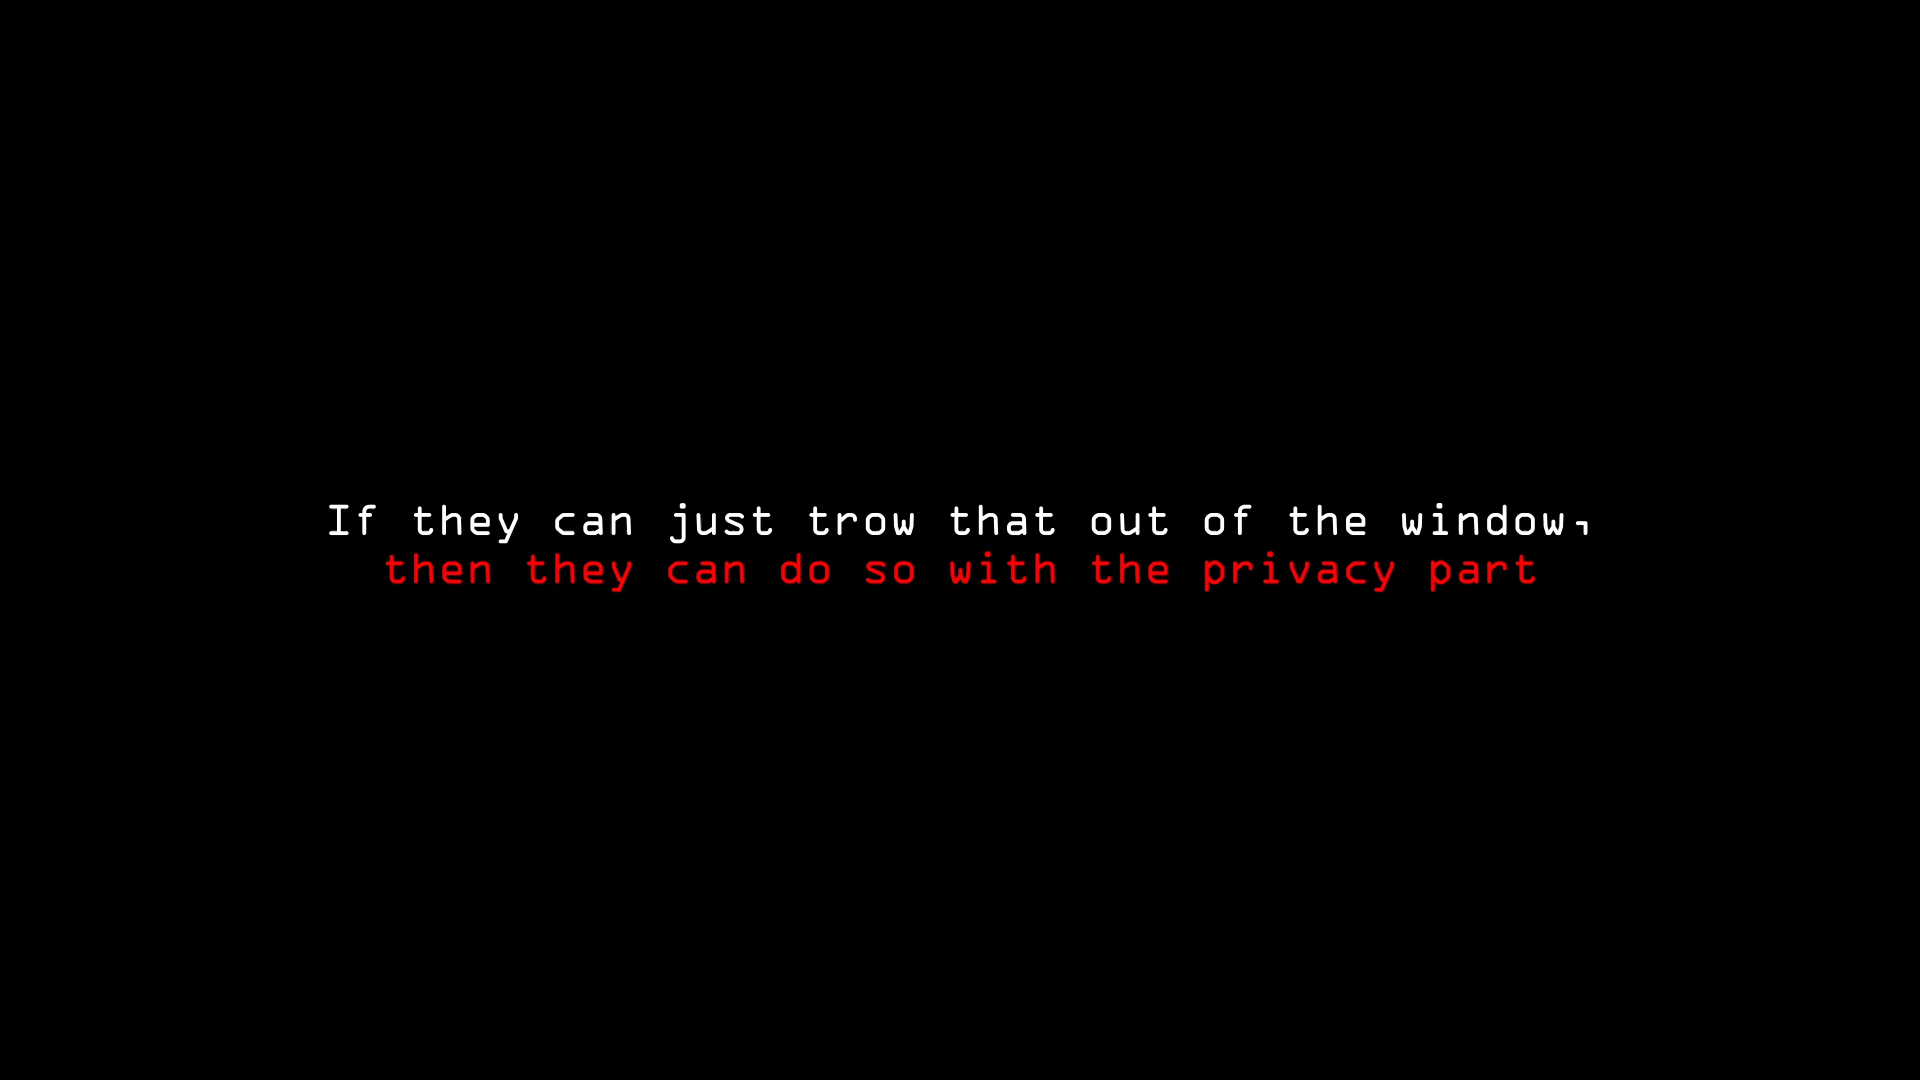 If they can just trow that out of the window,
then they can do so with the privacy part